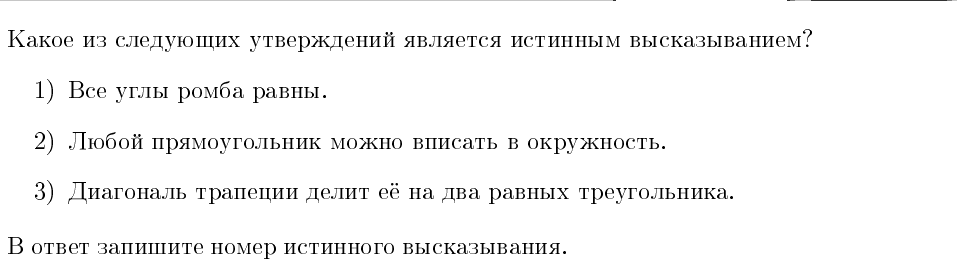 Какое из следующих утверждений является истинным высказыванием?
1) Все углы ромба равны.
2) Любой прямоугольник можно вписать в окружность.
3) Диагональ трапеции делит её на два равных треугольника.
В ответ запишите номер истинного высказывания.